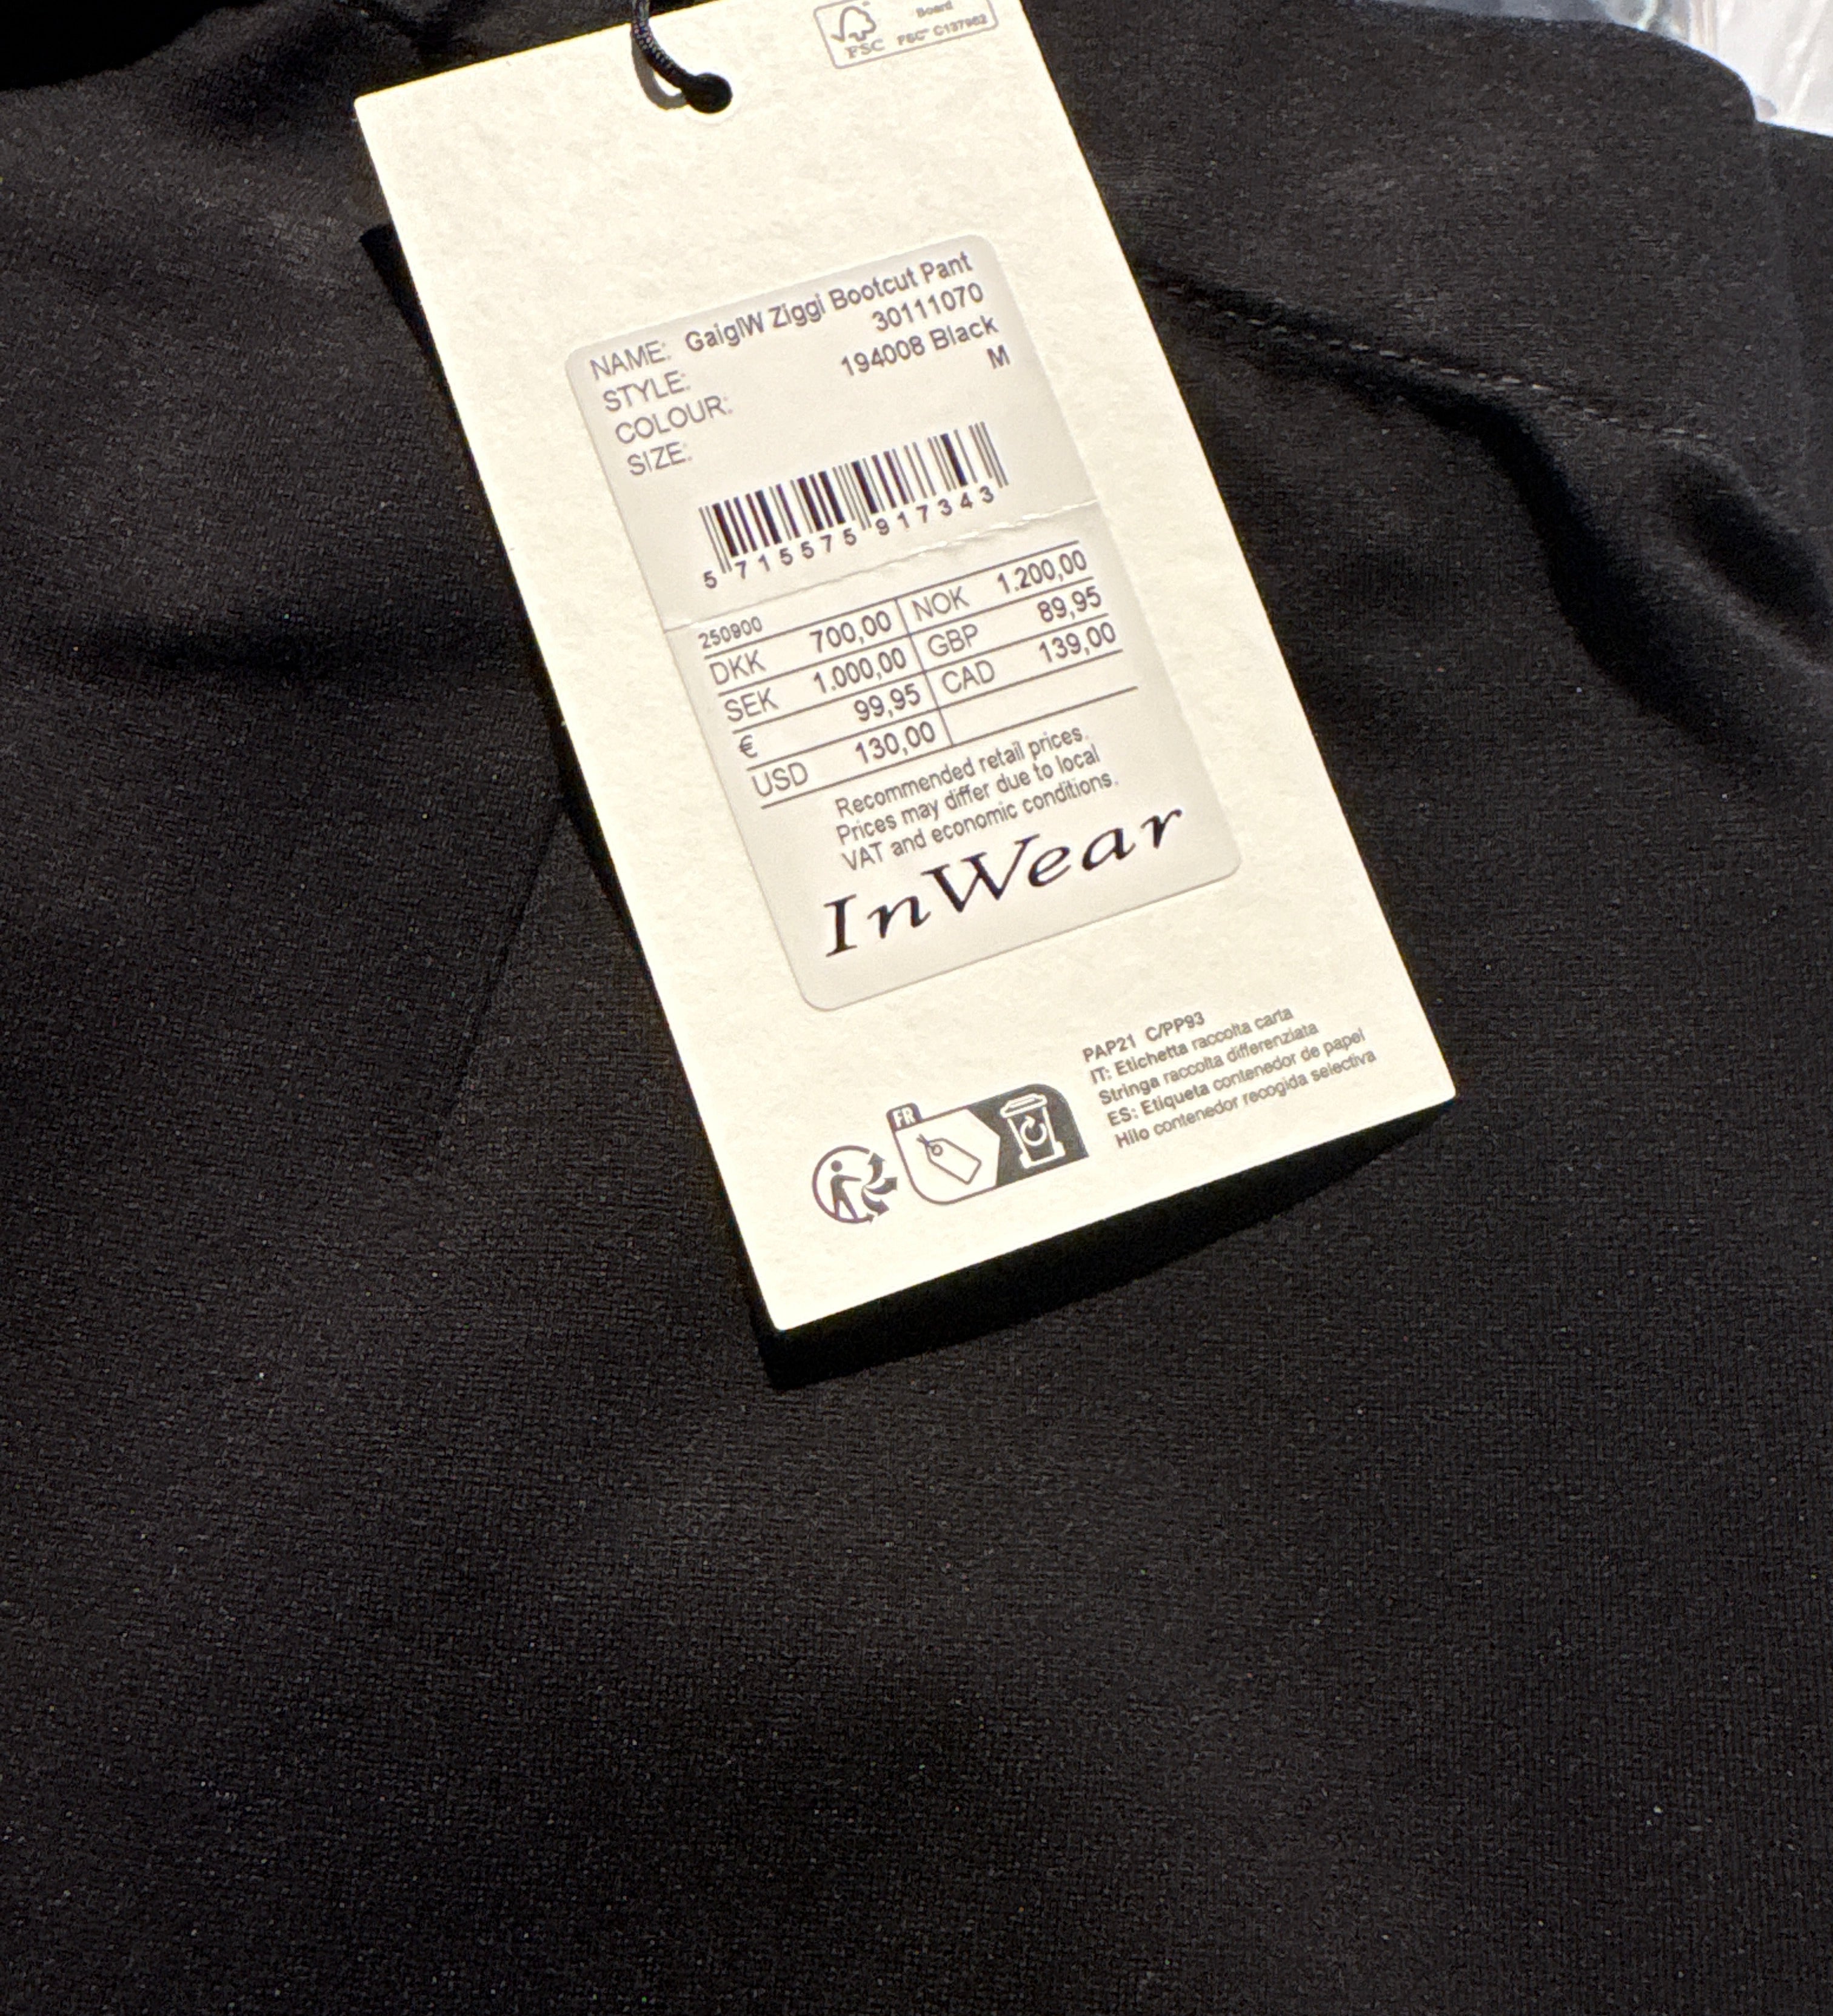 FSC
Board
FSC™ C137962
NAME: GaigIW Ziggi Bootcut Pant
STYLE: 30111070
COLOUR: 194008 Black
SIZE: M
5 715575 917343
250900
DKK 700,00 NOK 1.200,00
SEK 1.000,00 GBP 89,95
€ 99,95 CAD 139,00
USD 130,00
Recommended retail prices.
Prices may differ due to local
VAT and economic conditions.
InWear
PAP21 C/PP93
IT: Etichetta raccolta carta
Stringa raccolta differenziata
ES: Etiqueta contenedor de papel
Hilo contenedor recogida selectiva
FR